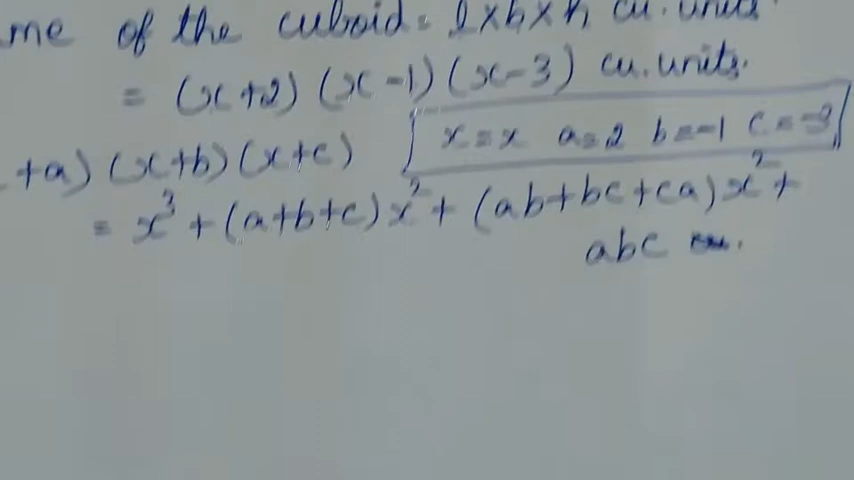 me of the cuboid = l×b×h cu. units
= (x+2) (x-1) (x-3) cu. units.
+a) (x+b) (x+c) x=x a=2 b=-1 c=-3
= x³ + (a+b+c) x² + (ab+bc+ca) x² +
abc